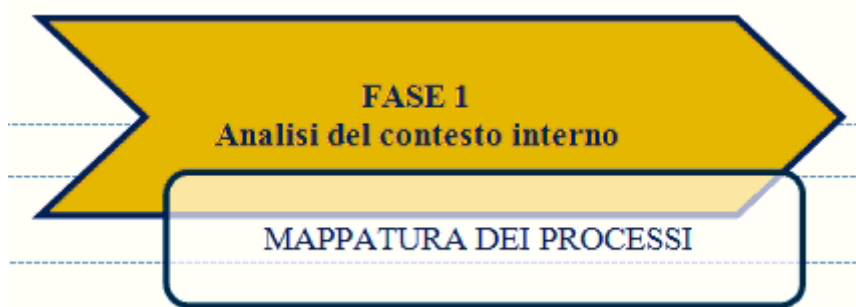 FASE 1
Analisi del contesto interno
MAPPATURA DEI PROCESSI